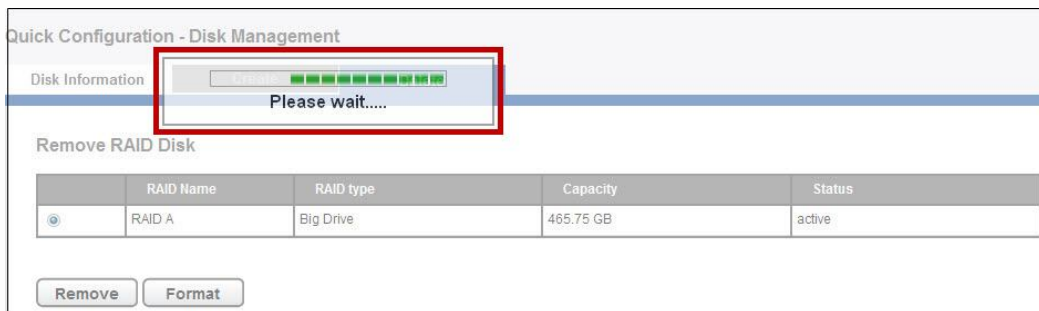 Quick Configuration - Disk Management
Disk Information
Create
Please wait.....
Remove RAID Disk
RAID Name RAID type Capacity Status
RAID A Big Drive 465.75 GB active
Remove Format